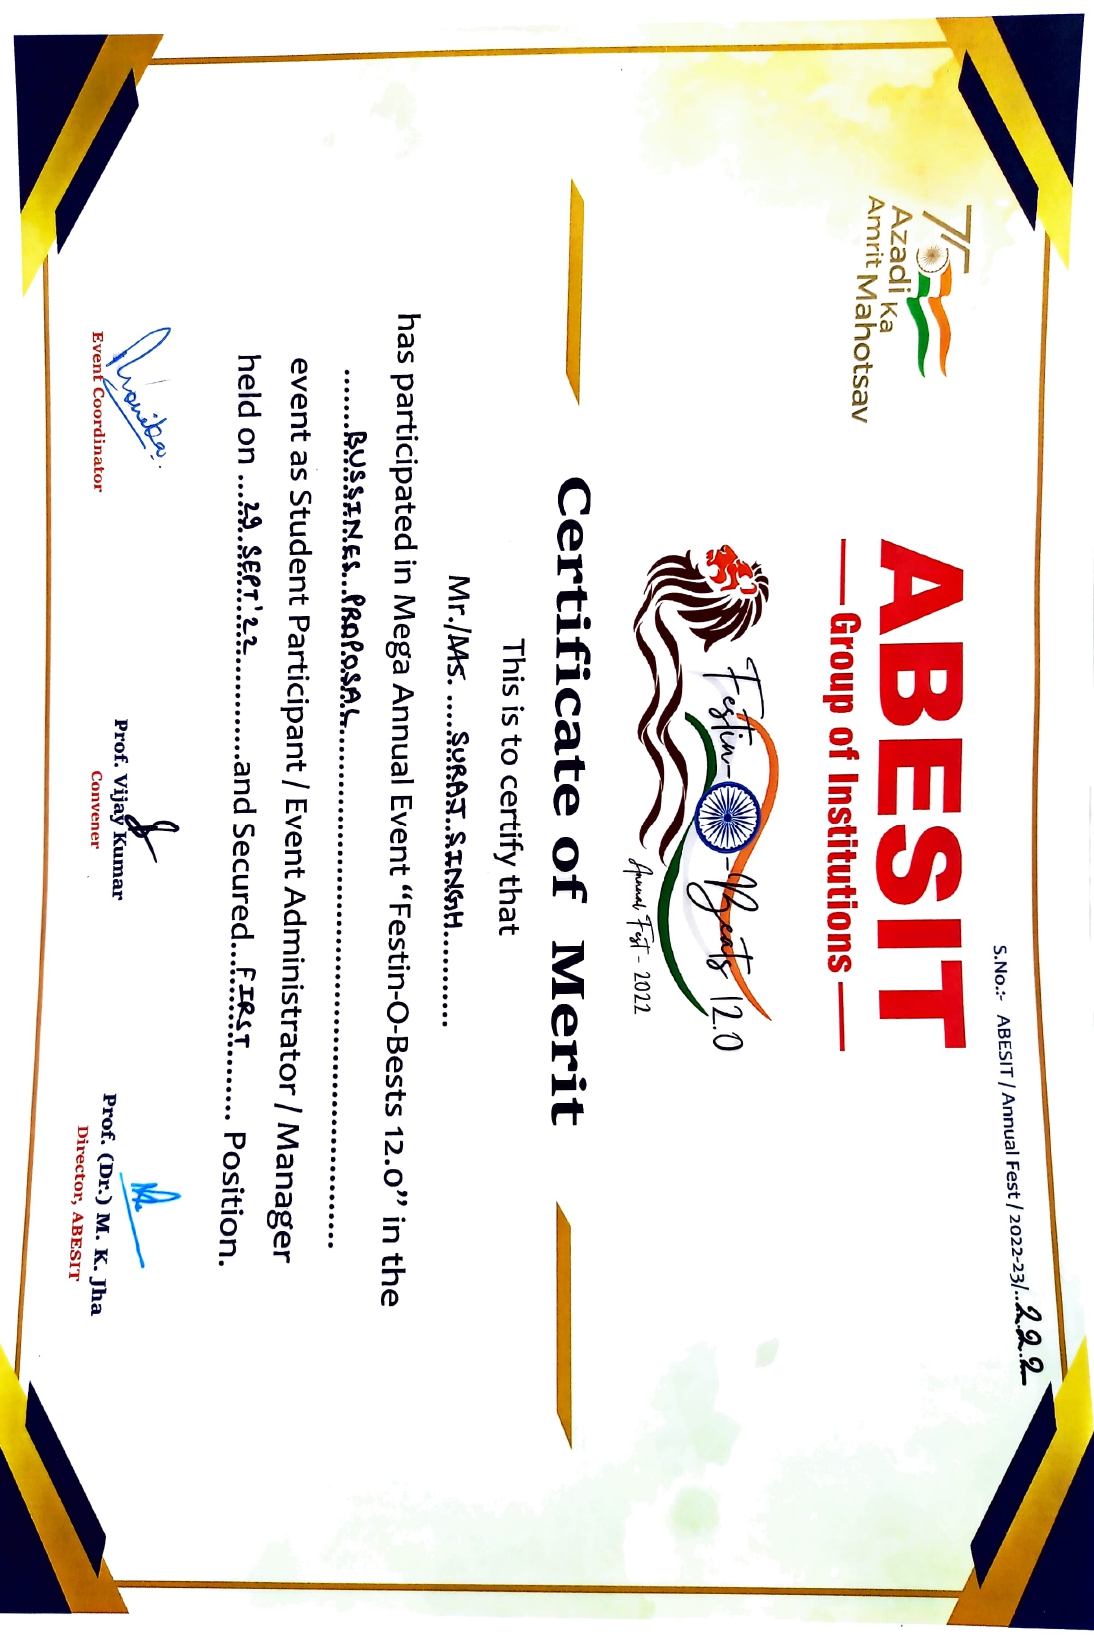 S.No.:- ABESIT / Annual Fest / 2022-23/..222
75
Azadi Ka
Amrit Mahotsav
ABESIT
Group of Institutions
Festin-O-Beats 12.0
Annual Fest - 2022
Certificate of Merit
This is to certify that
Mr./Ms. ....SURAJ..SINGH............
has participated in Mega Annual Event “Festin-O-Bests 12.0” in the
.......BUSSINES..PROPOSAL..........................................................................
event as Student Participant / Event Administrator / Manager
held on ...29.SEPT'22.............and Secured...FIRST.......... Position.
Monika
Event Coordinator
Prof. Vijay Kumar
Convener
Prof. (Dr.) M. K. Jha
Director, ABESIT